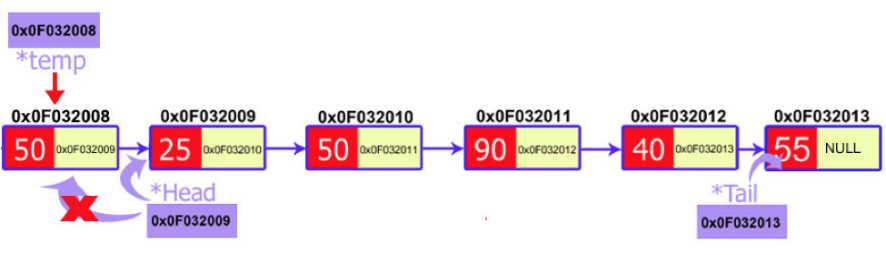 0x0F032008
*temp
0x0F032008 0x0F032009 0x0F032010 0x0F032011 0x0F032012 0x0F032013
50 0x0F032009 25 0x0F032010 50 0x0F032011 90 0x0F032012 40 0x0F032013 55 NULL
*Head *Tail
0x0F032009 0x0F032013